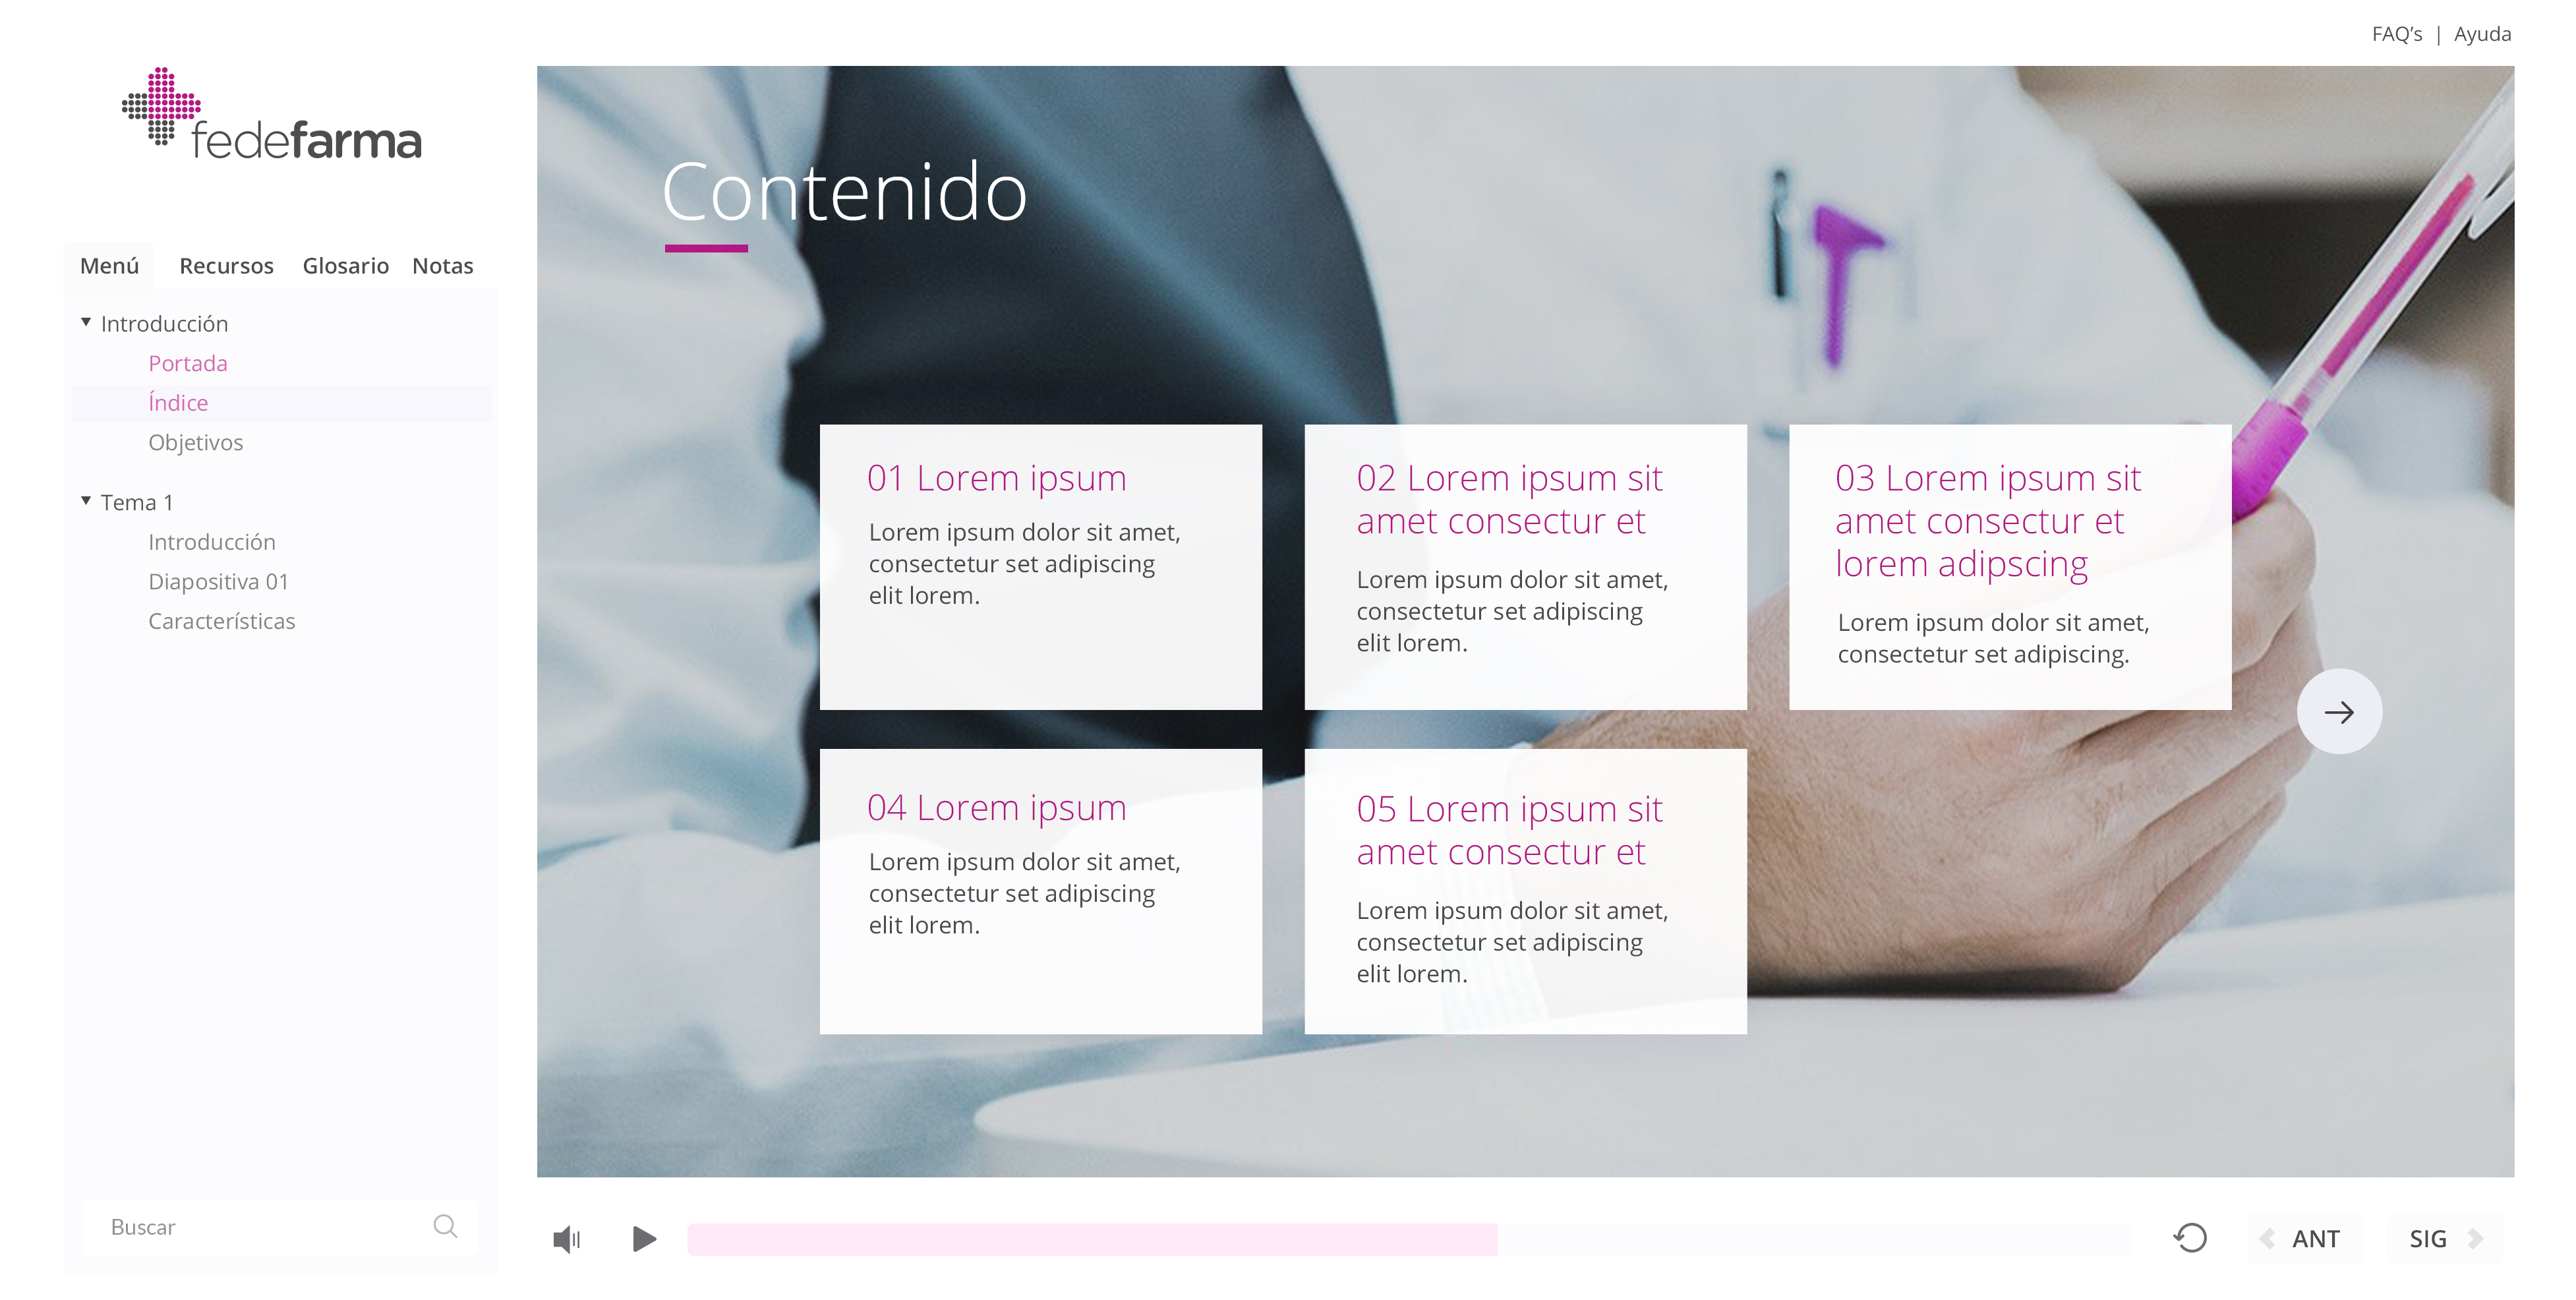 FAQ's | Ayuda
fedefarma
Menú Recursos Glosario Notas
Introducción
Portada
Índice
Objetivos
Tema 1
Introducción
Diapositiva 01
Características
Buscar
Contenido
01 Lorem ipsum
Lorem ipsum dolor sit amet,
consectetur set adipiscing
elit lorem.
02 Lorem ipsum sit
amet consectur et
Lorem ipsum dolor sit amet,
consectetur set adipiscing
elit lorem.
03 Lorem ipsum sit
amet consectur et
lorem adipscing
Lorem ipsum dolor sit amet,
consectetur set adipiscing.
04 Lorem ipsum
Lorem ipsum dolor sit amet,
consectetur set adipiscing
elit lorem.
05 Lorem ipsum sit
amet consectur et
Lorem ipsum dolor sit amet,
consectetur set adipiscing
elit lorem.
ANT
SIG